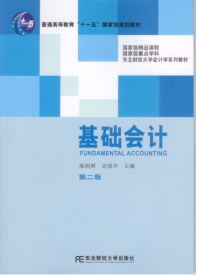 普通高等教育“十一五”国家级规划教材
国家级精品课程
国家级重点学科
东北财经大学会计学系列教材
基础会计
FUNDAMENTAL ACCOUNTING
陈国辉 迟旭升 主编
第二版
东北财经大学出版社